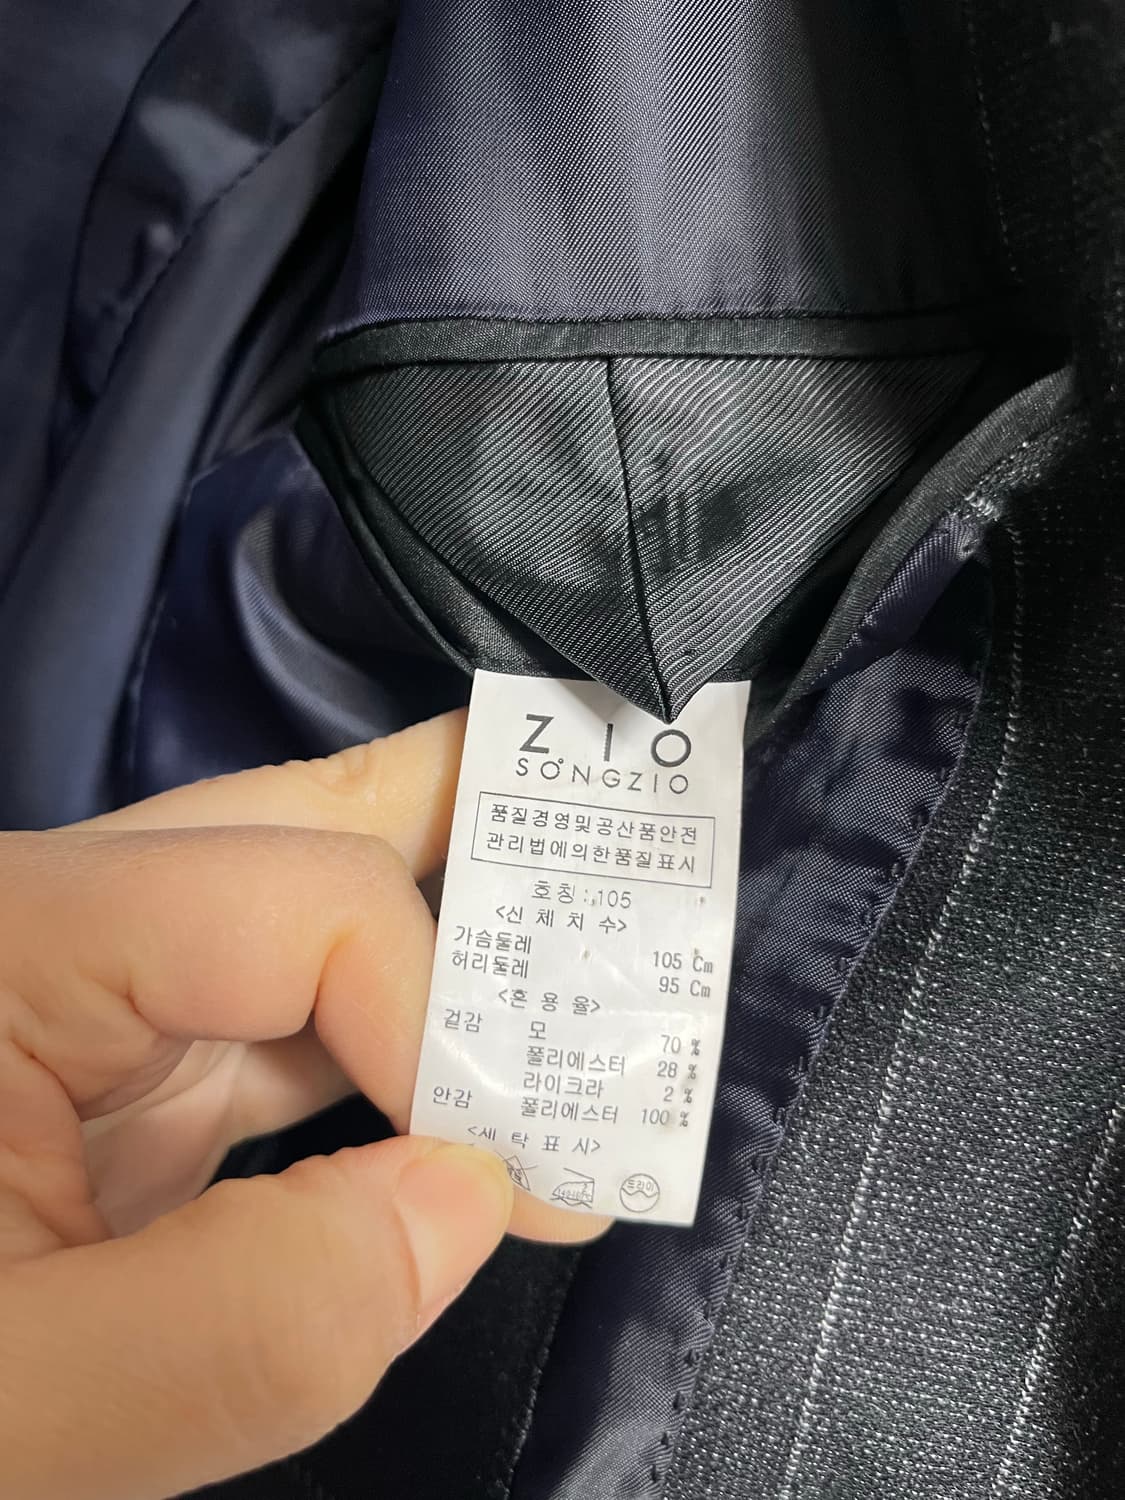 Z I O
SONGZIO
품질경영및공산품안전
관리법에의한품질표시
호칭:105
<신 체 치 수>
가슴둘레 105 Cm
허리둘레 95 Cm
<혼 용 율>
겉감 모 70 %
폴리에스터 28 %
라이크라 2 %
안감 폴리에스터 100 %
<세 탁 표 시>
드라이